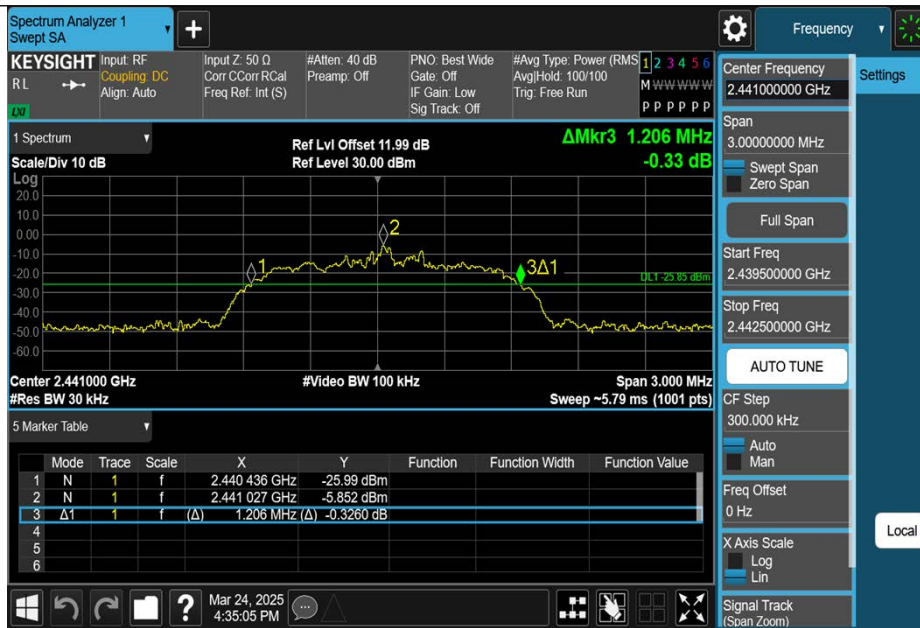 Spectrum Analyzer 1
Swept SA
Frequency
KEYSIGHT
R L
LXI
Input: RF
Coupling: DC
Align: Auto
Input Z: 50 Ω
Corr CCorr RCal
Freq Ref: Int (S)
#Atten: 40 dB
Preamp: Off
PNO: Best Wide
Gate: Off
IF Gain: Low
Sig Track: Off
#Avg Type: Power (RMS
Avg|Hold: 100/100
Trig: Free Run
1 2 3 4 5 6
M W W W W W
P P P P P P
1 Spectrum
Scale/Div 10 dB
Ref Lvl Offset 11.99 dB
Ref Level 30.00 dBm
ΔMkr3 1.206 MHz
-0.33 dB
Log
20.0
10.0
0.00
-10.0
-20.0
-30.0
-40.0
-50.0
-60.0
1
2
3Δ1
DL1 -25.85 dBm
Center 2.441000 GHz
#Video BW 100 kHz
Span 3.000 MHz
#Res BW 30 kHz
Sweep ~5.79 ms (1001 pts)
5 Marker Table
Mode Trace Scale X Y Function Function Width Function Value
1 N 1 f 2.440 436 GHz -25.99 dBm
2 N 1 f 2.441 027 GHz -5.852 dBm
3 Δ1 1 f (Δ) 1.206 MHz (Δ) -0.3260 dB
4
5
6
?
Mar 24, 2025
4:35:05 PM
Center Frequency
2.441000000 GHz
Span
3.00000000 MHz
Swept Span
Zero Span
Full Span
Start Freq
2.439500000 GHz
Stop Freq
2.442500000 GHz
AUTO TUNE
CF Step
300.000 kHz
Auto
Man
Freq Offset
0 Hz
X Axis Scale
Log
Lin
Signal Track
(Span Zoom)
Settings
Local